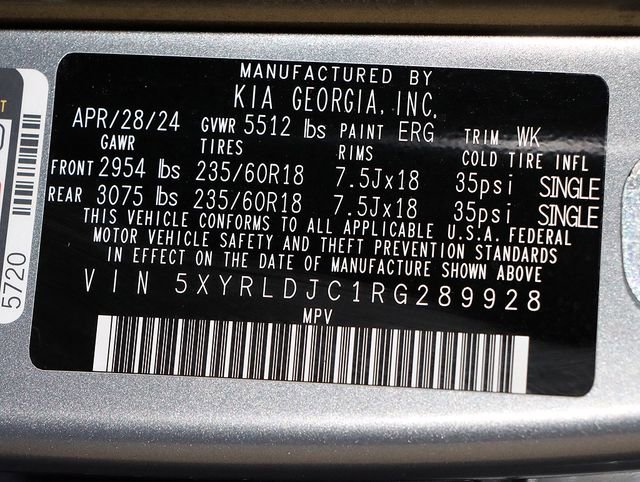 MANUFACTURED BY
KIA GEORGIA, INC.
APR/28/24 GVWR 5512 lbs PAINT ERG TRIM WK
GAWR TIRES RIMS COLD TIRE INFL
FRONT 2954 lbs 235/60R18 7.5Jx18 35psi SINGLE
REAR 3075 lbs 235/60R18 7.5Jx18 35psi SINGLE
THIS VEHICLE CONFORMS TO ALL APPLICABLE U.S.A. FEDERAL
MOTOR VEHICLE SAFETY AND THEFT PREVENTION STANDARDS
IN EFFECT ON THE DATE OF MANUFACTURE SHOWN ABOVE
VIN 5XYRLDJC1RG289928
MPV
5720